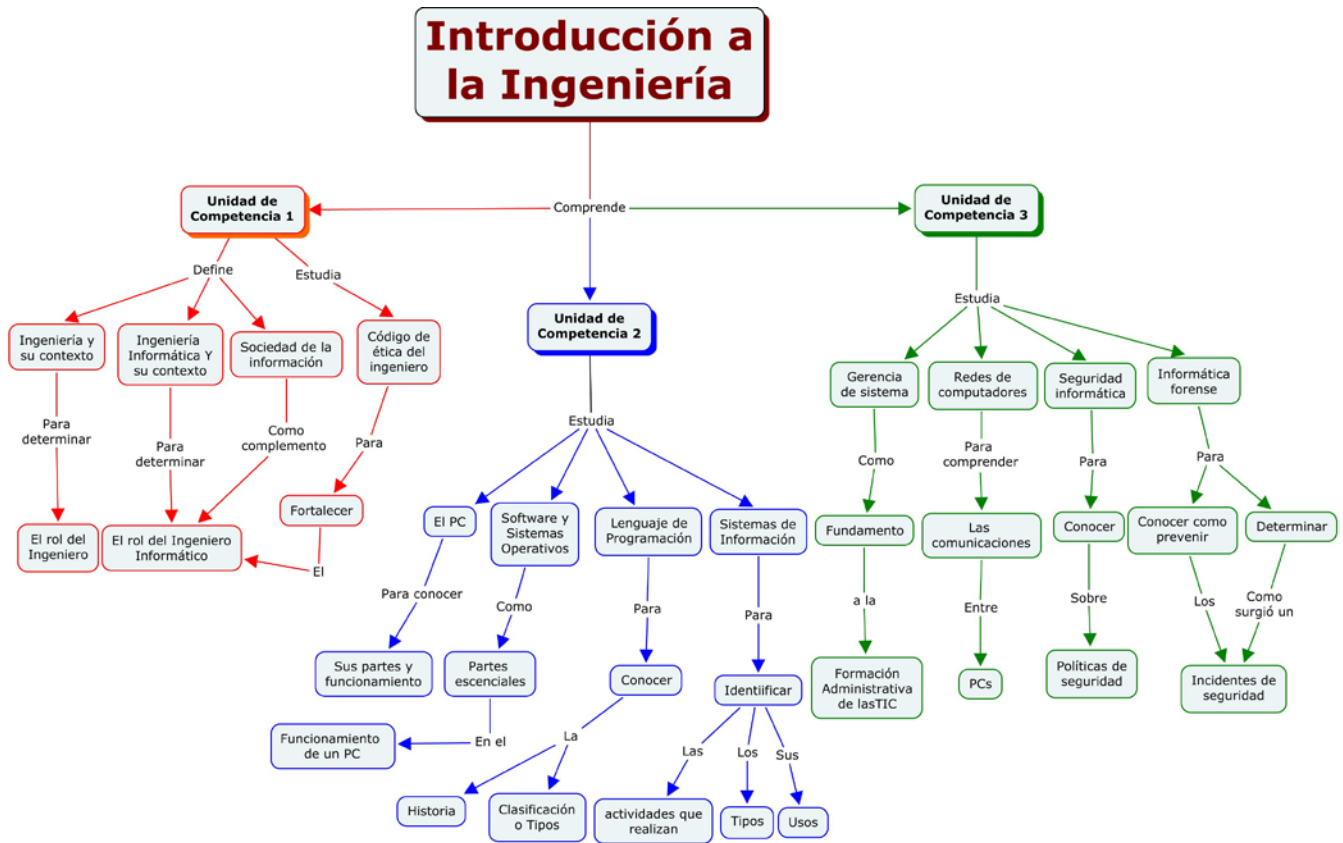 Introducción a
la Ingeniería
Comprende
Unidad de
Competencia 1
Define
Estudia
Ingeniería y
su contexto
Ingeniería
Informática Y
su contexto
Sociedad de la
información
Código de
ética del
ingeniero
Para
determinar
Para
determinar
Como
complemento
Para
Fortalecer
El rol del
Ingeniero
El rol del Ingeniero
Informático
El
Unidad de
Competencia 2
Estudia
El PC
Software y
Sistemas
Operativos
Lenguaje de
Programación
Sistemas de
Información
Para conocer
Como
Para
Para
Sus partes y
funcionamiento
Partes
escenciales
Conocer
Identiificar
Funcionamiento
de un PC
En el
La
Las
Los
Sus
Historia
Clasificación
o Tipos
actividades que
realizan
Tipos
Usos
Unidad de
Competencia 3
Estudia
Gerencia
de sistema
Redes de
computadores
Seguridad
informática
Informática
forense
Como
Para
comprender
Para
Para
Fundamento
Las
comunicaciones
Conocer
Conocer como
prevenir
Determinar
a la
Entre
Sobre
Los
Como
surgió un
Formación
Administrativa
de lasTIC
PCs
Políticas de
seguridad
Incidentes de
seguridad